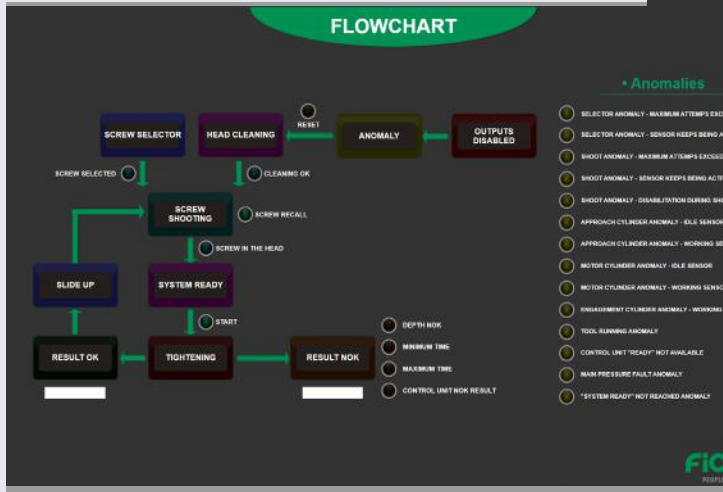 FLOWCHART
• Anomalies
RESET
SCREW SELECTOR
HEAD CLEANING
ANOMALY
OUTPUTS
DISABLED
SCREW SELECTED
CLEANING OK
SCREW
SHOOTING
SCREW RECALL
SCREW IN THE HEAD
SLIDE UP
SYSTEM READY
START
RESULT OK
TIGHTENING
RESULT NOK
DEPTH NOK
MINIMUM TIME
MAXIMUM TIME
CONTROL UNIT NOK RESULT
SELECTOR ANOMALY - MAXIMUM ATTEMPS
SELECTOR ANOMALY - SENSOR KEEPS BEING
SHOOT ANOMALY - MAXIMUM ATTEMPS
SHOOT ANOMALY - SENSOR KEEPS BEING
SHOOT ANOMALY - DISABILITATION DURING
APPROACH CYLINDER ANOMALY - IDLE SENSOR
APPROACH CYLINDER ANOMALY - WORKING
MOTOR CYLINDER ANOMALY - IDLE SENSOR
MOTOR CYLINDER ANOMALY - WORKING
ENGAGEMENT CYLINDER ANOMALY - WORKING
TOOL RUNNING ANOMALY
CONTROL UNIT "READY" NOT AVAILABLE
MAIN PRESSURE FAULT ANOMALY
"SYSTEM READY" NOT REACHED ANOMALY